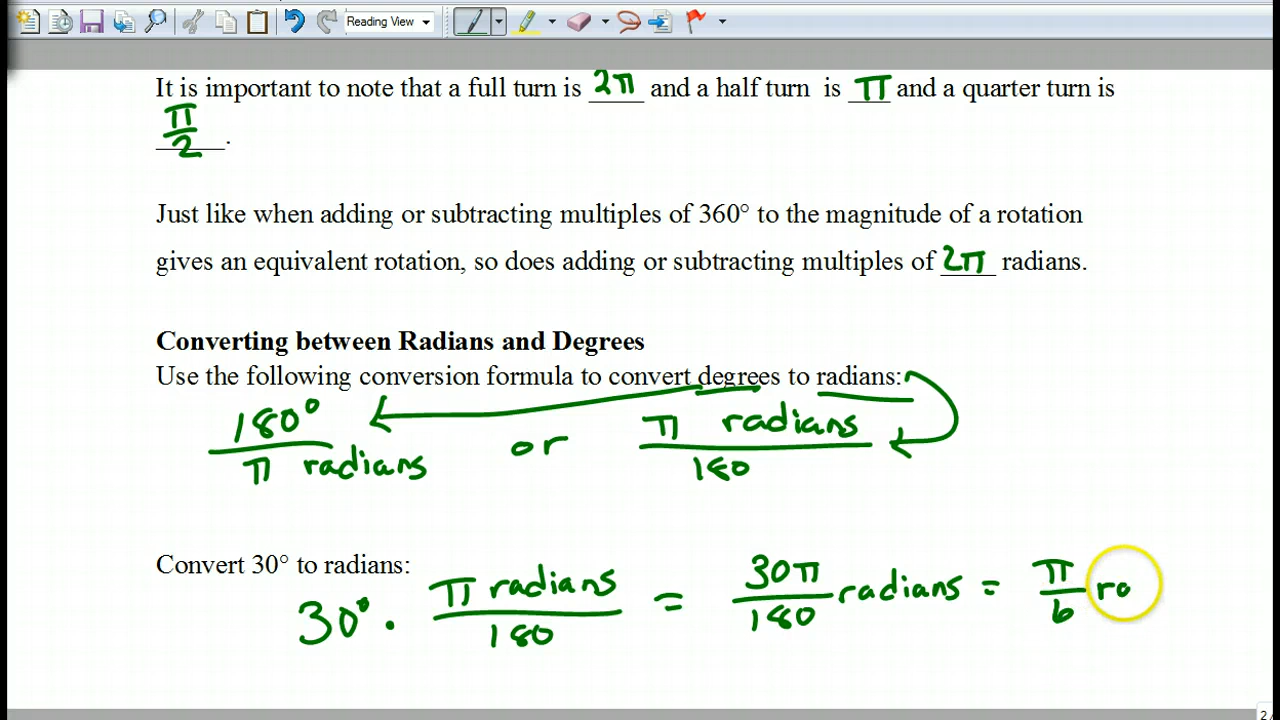 Reading View
It is important to note that a full turn is 2π and a half turn is π and a quarter turn is
π/2.
Just like when adding or subtracting multiples of 360° to the magnitude of a rotation
gives an equivalent rotation, so does adding or subtracting multiples of 2π radians.
Converting between Radians and Degrees
Use the following conversion formula to convert degrees to radians:
180°/π radians or π radians/180
Convert 30° to radians:
30° · π radians/180 = 30π/180 radians = π/6 ra
2